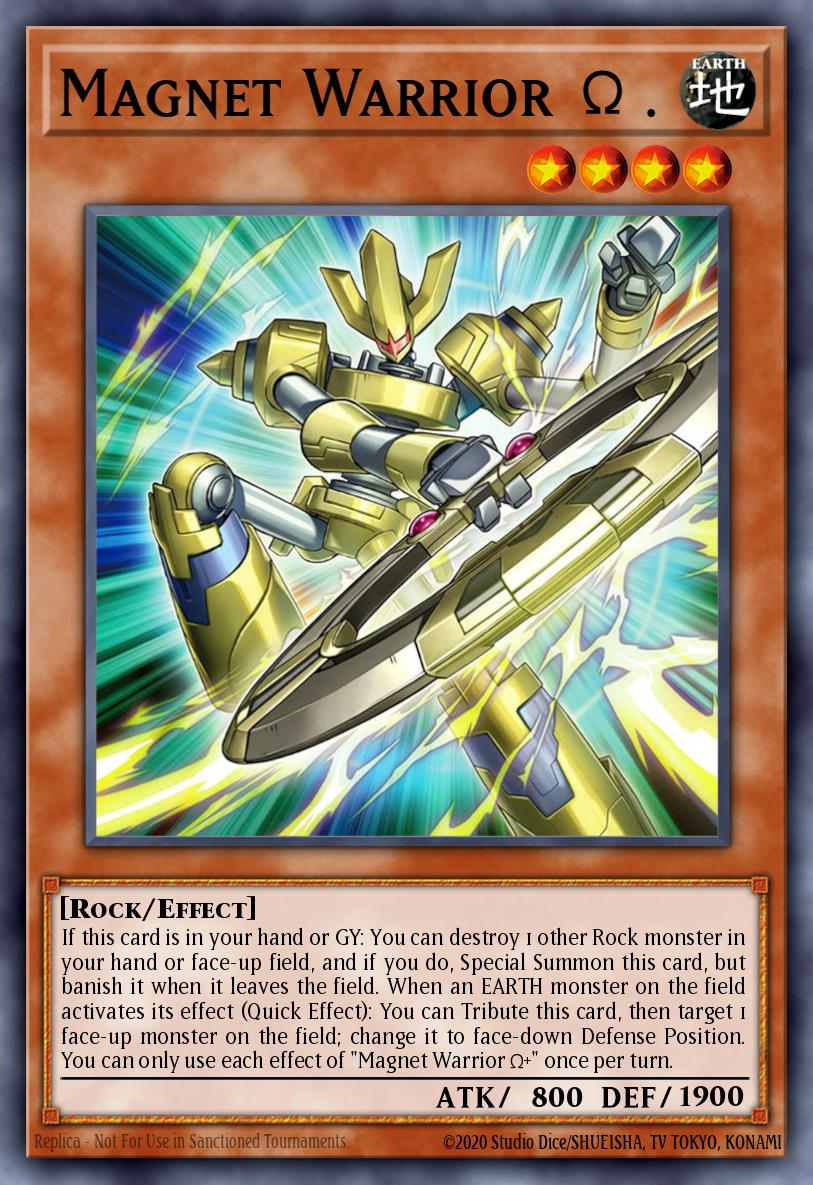 Magnet Warrior Ω .
EARTH
地
[Rock/Effect]
If this card is in your hand or GY: You can destroy 1 other Rock monster in
your hand or face-up field, and if you do, Special Summon this card, but
banish it when it leaves the field. When an EARTH monster on the field
activates its effect (Quick Effect): You can Tribute this card, then target 1
face-up monster on the field; change it to face-down Defense Position.
You can only use each effect of "Magnet Warrior Ω+" once per turn.
ATK/ 800 DEF/ 1900
Replica - Not For Use in Sanctioned Tournaments.
©2020 Studio Dice/SHUEISHA, TV TOKYO, KONAMI